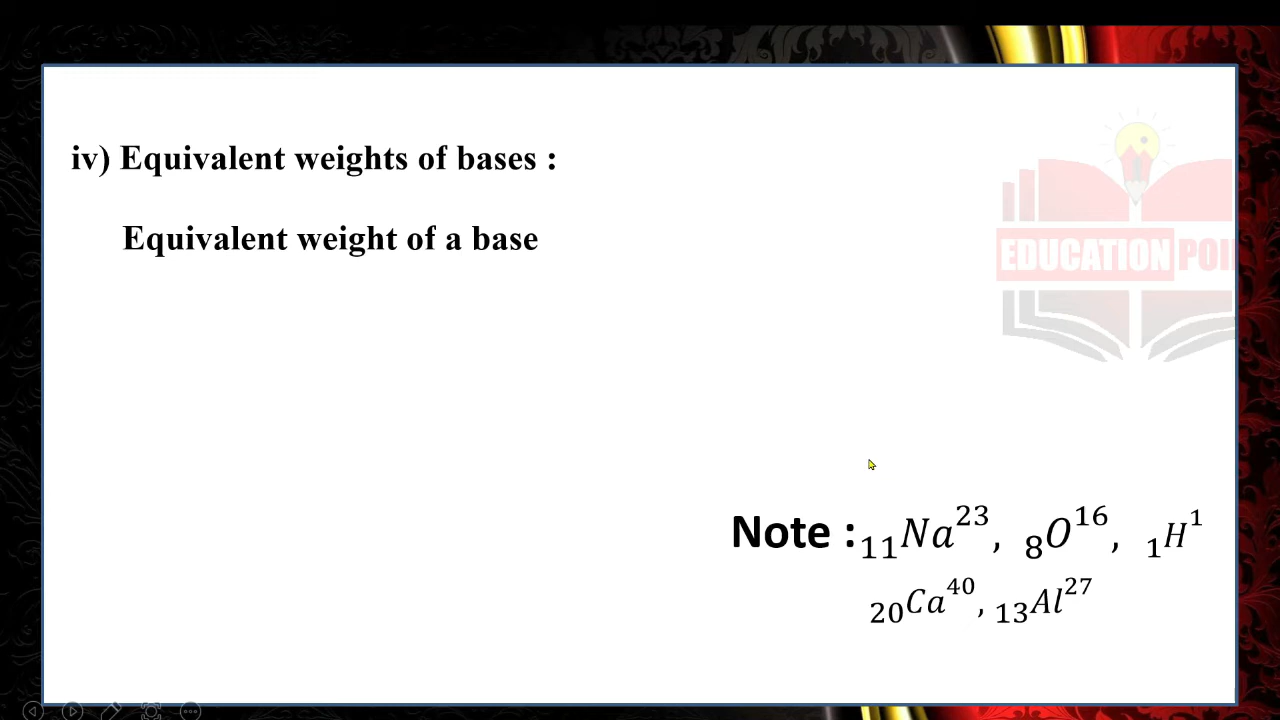 iv) Equivalent weights of bases :
Equivalent weight of a base
EDUCATION POI
Note : ₁₁Na²³, ₈O¹⁶, ₁H¹
₂₀Ca⁴⁰, ₁₃Al²⁷